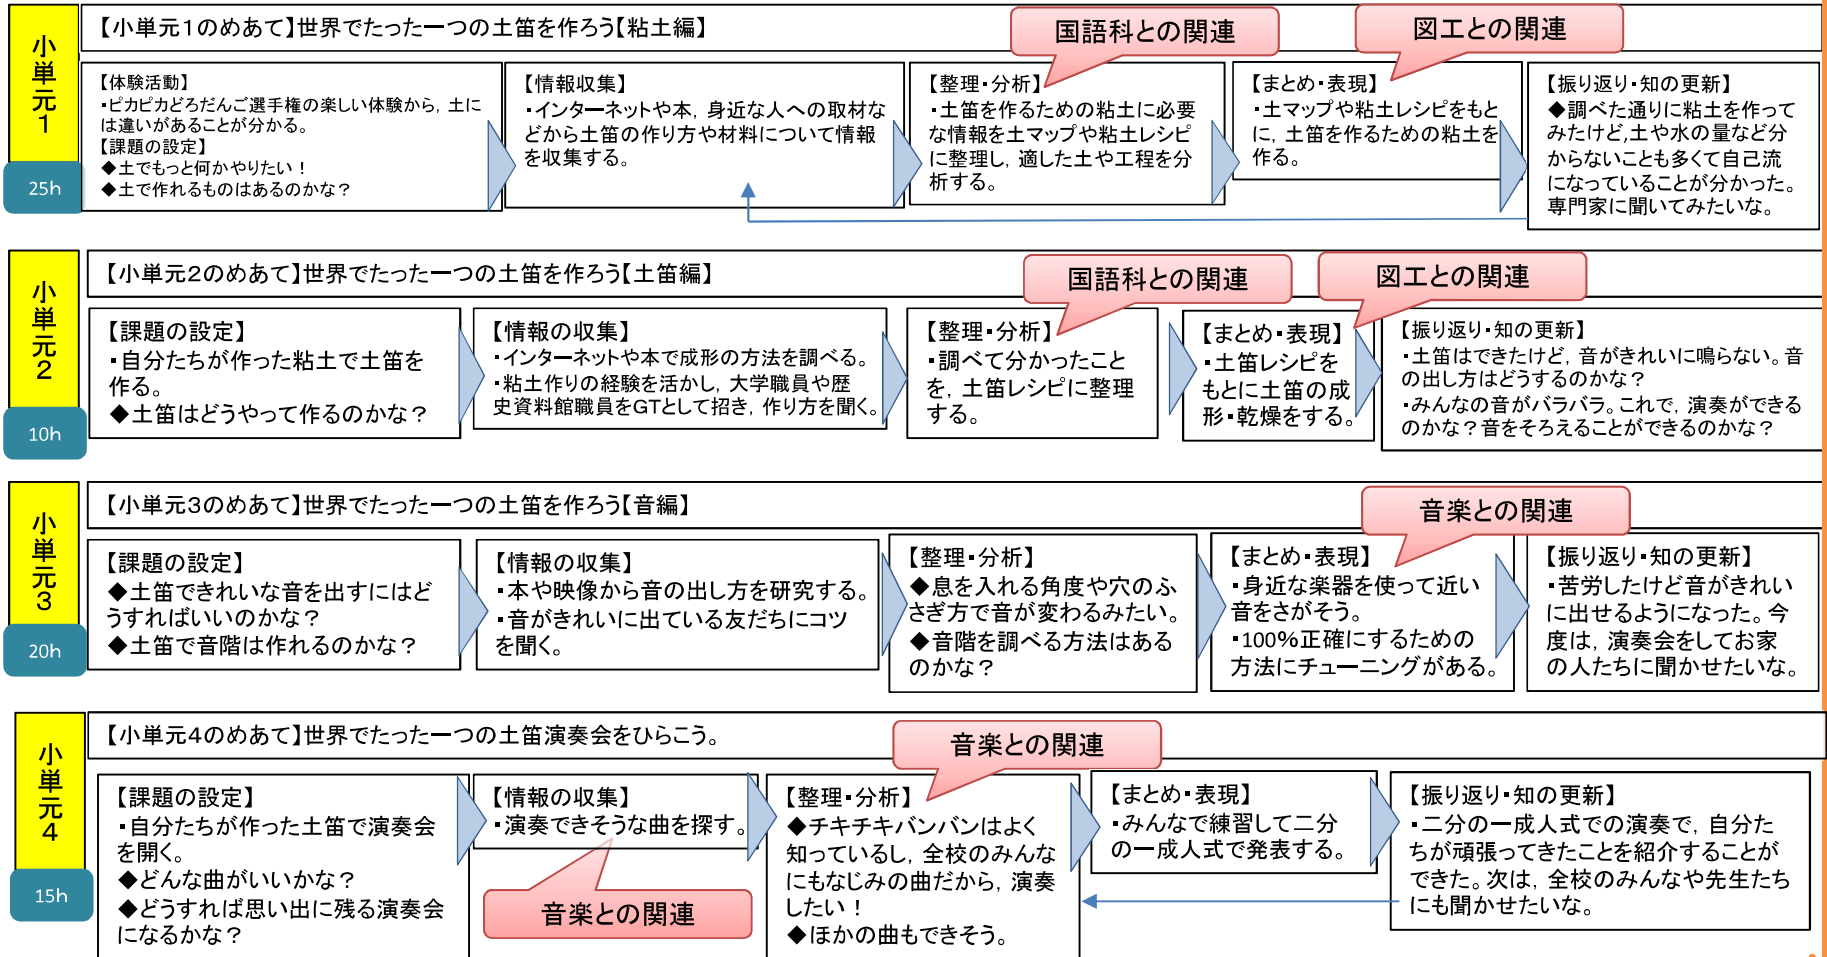 小単元1
25h
【小単元1のめあて】世界でたった一つの土笛を作ろう【粘土編】
国語科との関連
図工との関連
【体験活動】
・ピカピカどろだんご選手権の楽しい体験から，土に
は違いがあることが分かる。
【課題の設定】
◆土でもっと何かやりたい！
◆土で作れるものはあるのかな？
【情報収集】
・インターネットや本，身近な人への取材な
どから土笛の作り方や材料について情報
を収集する。
【整理・分析】
・土笛を作るための粘土に必要
な情報を土マップや粘土レシピ
に整理し，適した土や工程を分
析する。
【まとめ・表現】
・土マップや粘土レシピをもと
に，土笛を作るための粘土を
作る。
【振り返り・知の更新】
◆調べた通りに粘土を作って
みたけど,土や水の量など分
からないことも多くて自己流
になっていることが分かった。
専門家に聞いてみたいな。
小単元2
10h
【小単元2のめあて】世界でたった一つの土笛を作ろう【土笛編】
国語科との関連
図工との関連
【課題の設定】
・自分たちが作った粘土で土笛を
作る。
◆土笛はどうやって作るのかな？
【情報の収集】
・インターネットや本で成形の方法を調べる。
・粘土作りの経験を活かし，大学職員や歴
史資料館職員をGTとして招き，作り方を聞く。
【整理・分析】
・調べて分かったこと
を，土笛レシピに整理
する。
【まとめ・表現】
・土笛レシピを
もとに土笛の成
形・乾燥をする。
【振り返り・知の更新】
・土笛はできたけど，音がきれいに鳴らない。音
の出し方はどうするのかな？
・みんなの音がバラバラ。これで，演奏ができる
のかな？音をそろえることができるのかな？
小単元3
20h
【小単元3のめあて】世界でたった一つの土笛を作ろう【音編】
音楽との関連
【課題の設定】
◆土笛できれいな音を出すにはど
うすればいいのかな？
◆土笛で音階は作れるのかな？
【情報の収集】
・本や映像から音の出し方を研究する。
・音がきれいに出ている友だちにコツ
を聞く。
【整理・分析】
◆息を入れる角度や穴のふ
さぎ方で音が変わるみたい。
◆音階を調べる方法はある
のかな？
【まとめ・表現】
・身近な楽器を使って近い
音をさがそう。
・100％正確にするための
方法にチューニングがある。
【振り返り・知の更新】
・苦労したけど音がきれい
に出せるようになった。今
度は，演奏会をしてお家
の人たちに聞かせたいな。
小単元4
15h
【小単元4のめあて】世界でたった一つの土笛演奏会をひらこう。
音楽との関連
【課題の設定】
・自分たちが作った土笛で演奏会
を開く。
◆どんな曲がいいかな？
◆どうすれば思い出に残る演奏会
になるかな？
【情報の収集】
・演奏できそうな曲を探す。
音楽との関連
【整理・分析】
◆チキチキバンバンはよく
知っているし，全校のみんな
にもなじみの曲だから，演奏
したい！
◆ほかの曲もできそう。
【まとめ・表現】
・みんなで練習して二分
の一成人式で発表する。
【振り返り・知の更新】
・二分の一成人式での演奏で，自分た
ちが頑張ってきたことを紹介することが
できた。次は，全校のみんなや先生たち
にも聞かせたいな。